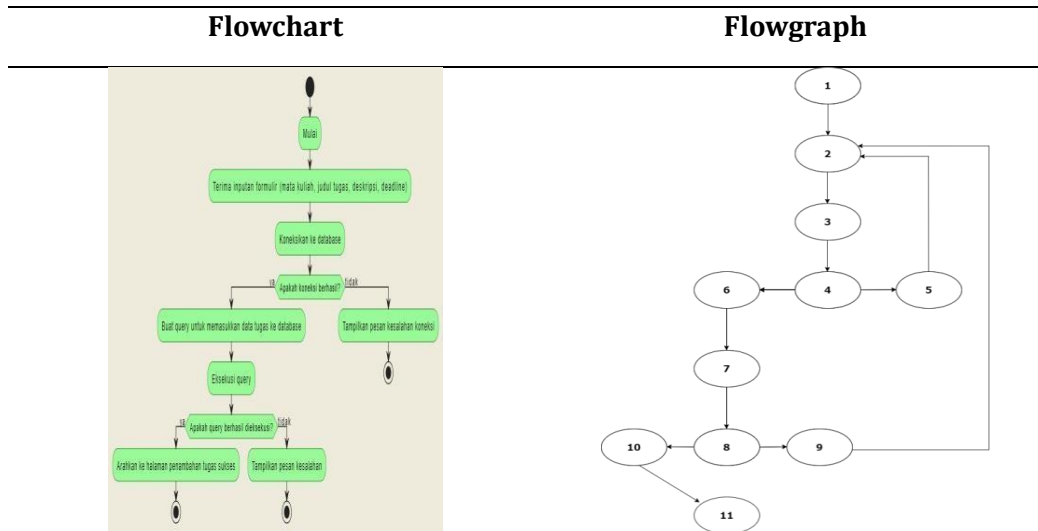 Flowchart
Flowgraph
Mulai
Terima inputan formulir (mata kuliah, judul tugas, deskripsi, deadline)
Koneksikan ke database
ya
Apakah koneksi berhasil?
tidak
Buat query untuk memasukkan data tugas ke database
Tampilkan pesan kesalahan koneksi
Eksekusi query
ya
Apakah query berhasil dieksekusi?
tidak
Arahkan ke halaman penambahan tugas sukses
Tampilkan pesan kesalahan
1
2
3
6
4
5
7
10
8
9
11